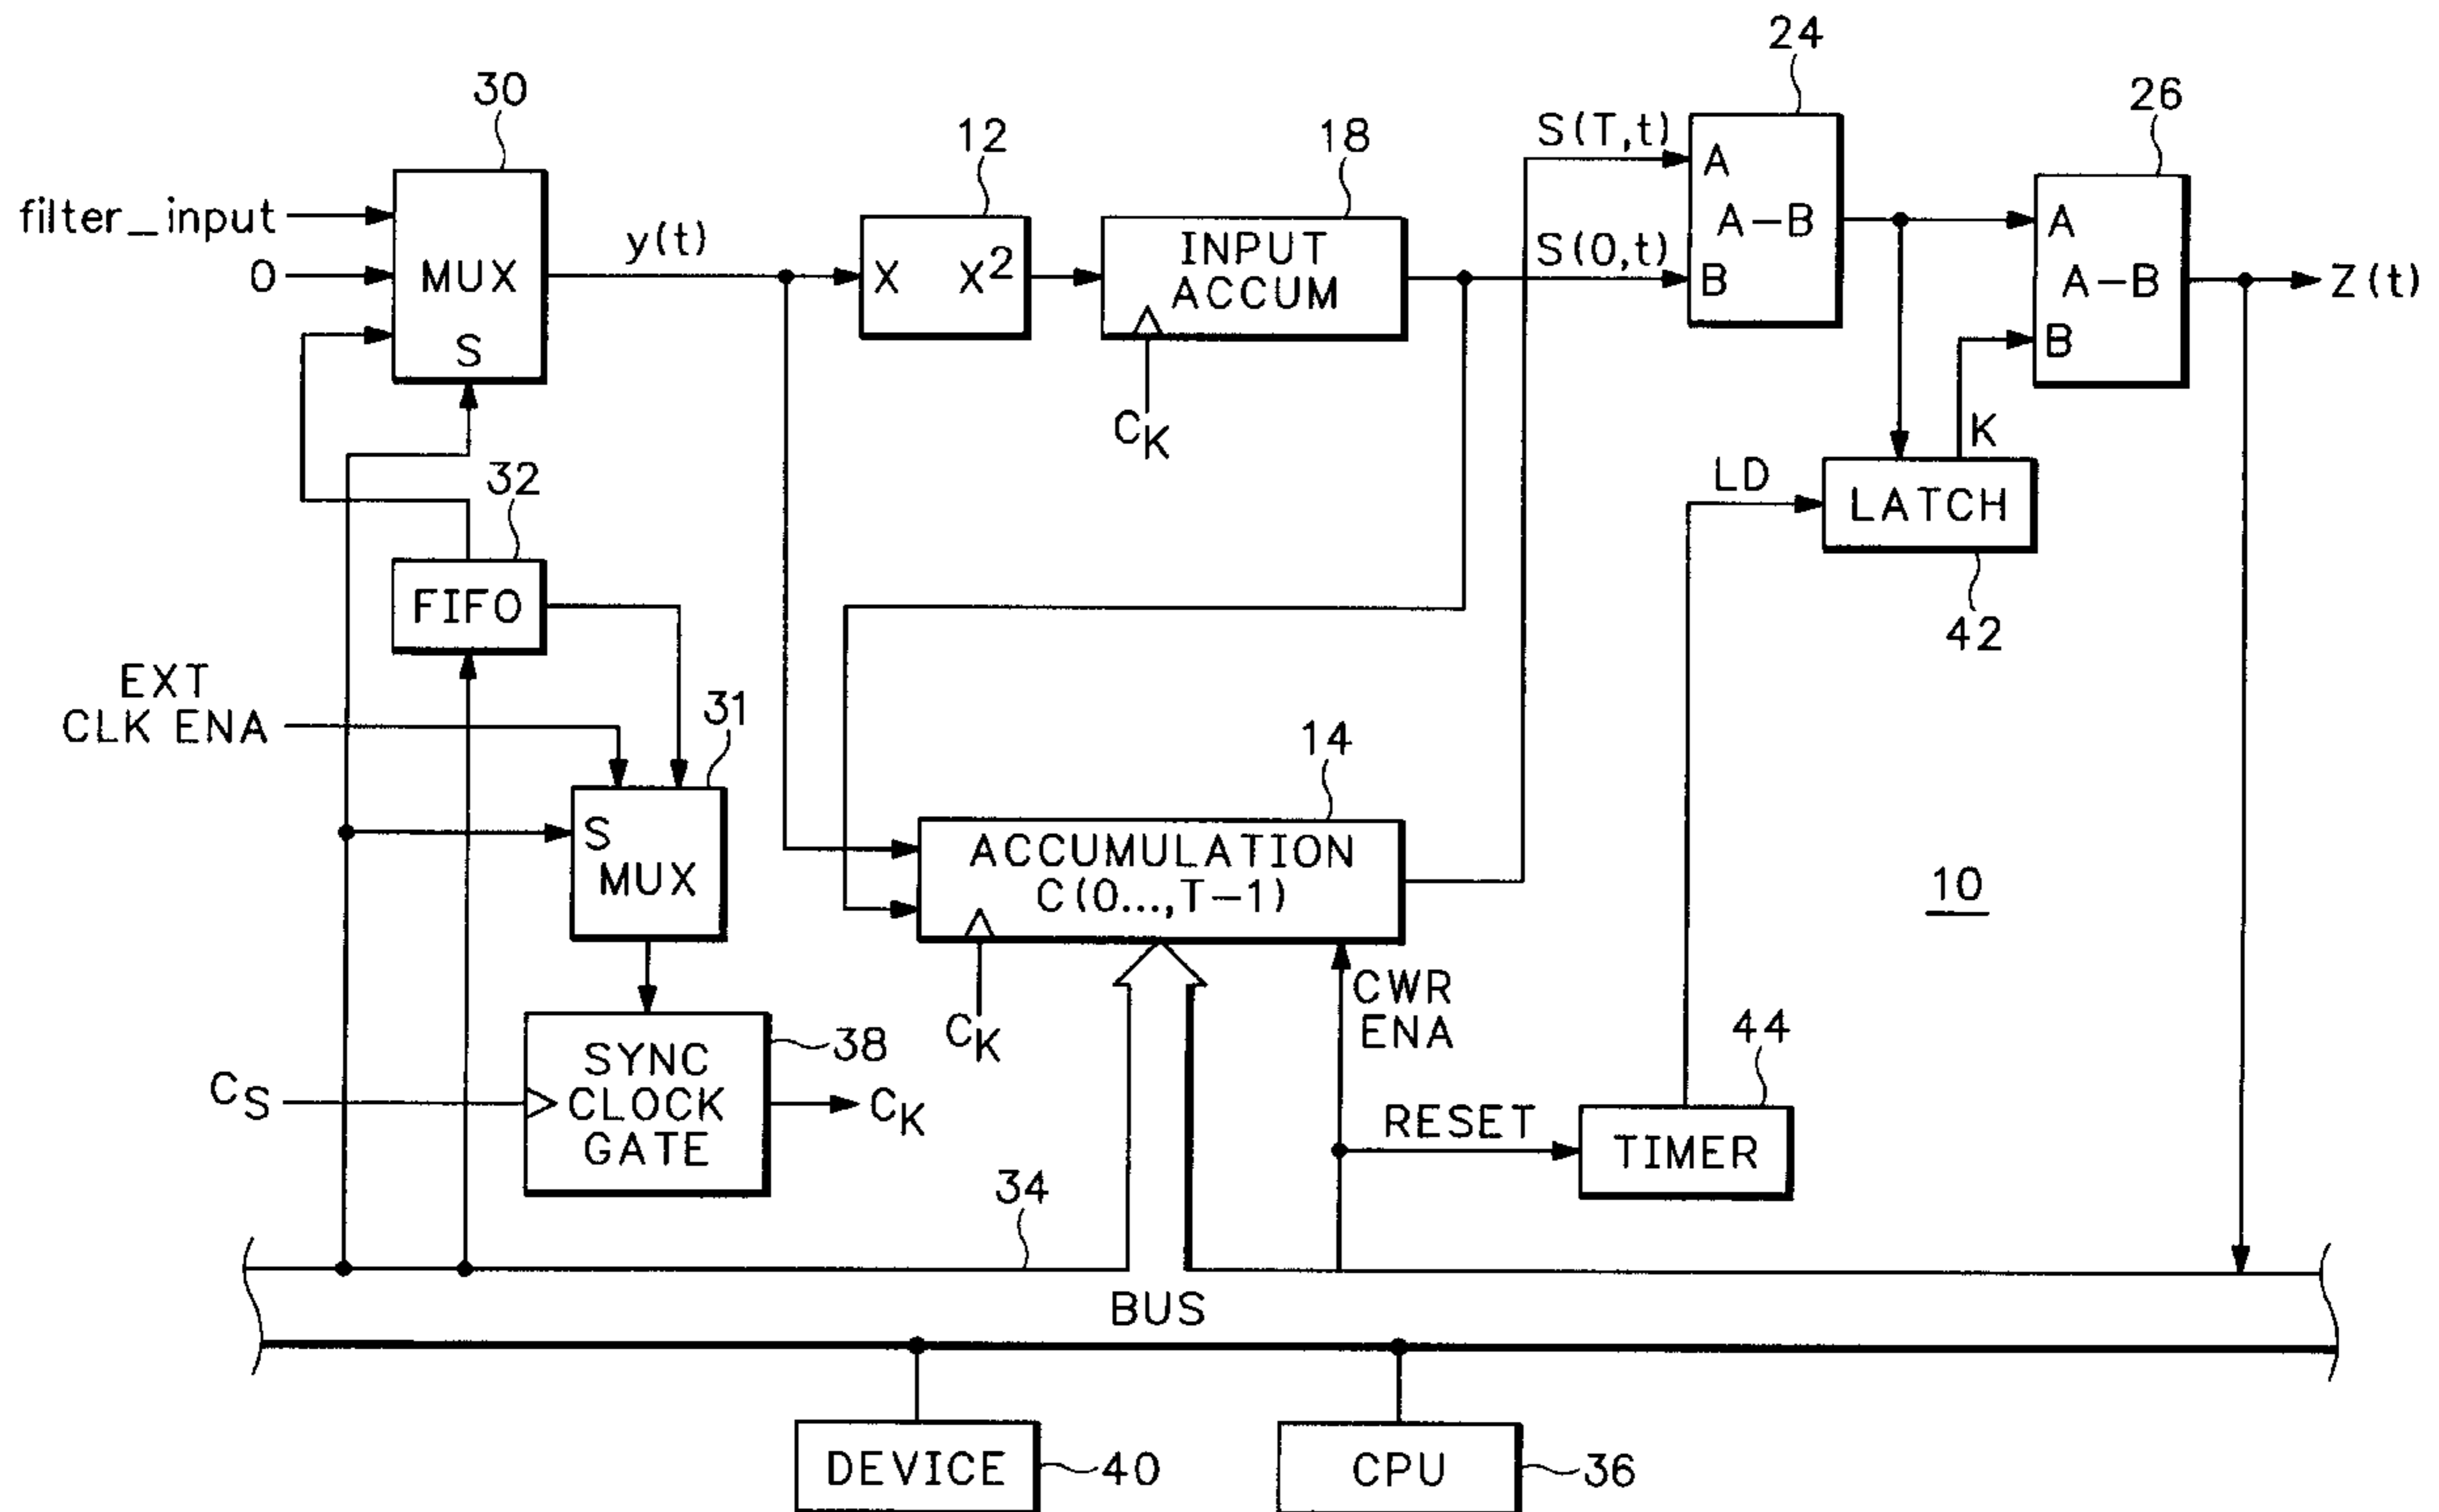 24
30
26
12
18
S(T,t)
A
filter_input
A
y(t)
INPUT
ACCUM
A-B
S(0,t)
0
MUX
X X2
B
A-B
Z(t)
S
B
CK
K
32
LD
LATCH
FIFO
42
EXT
CLK ENA
31
14
S
MUX
ACCUMULATION
C(0...,T-1)
10
CWR
ENA
CK
38
44
SYNC
CLOCK
GATE
CS
CK
RESET
TIMER
34
BUS
DEVICE
40
CPU
36